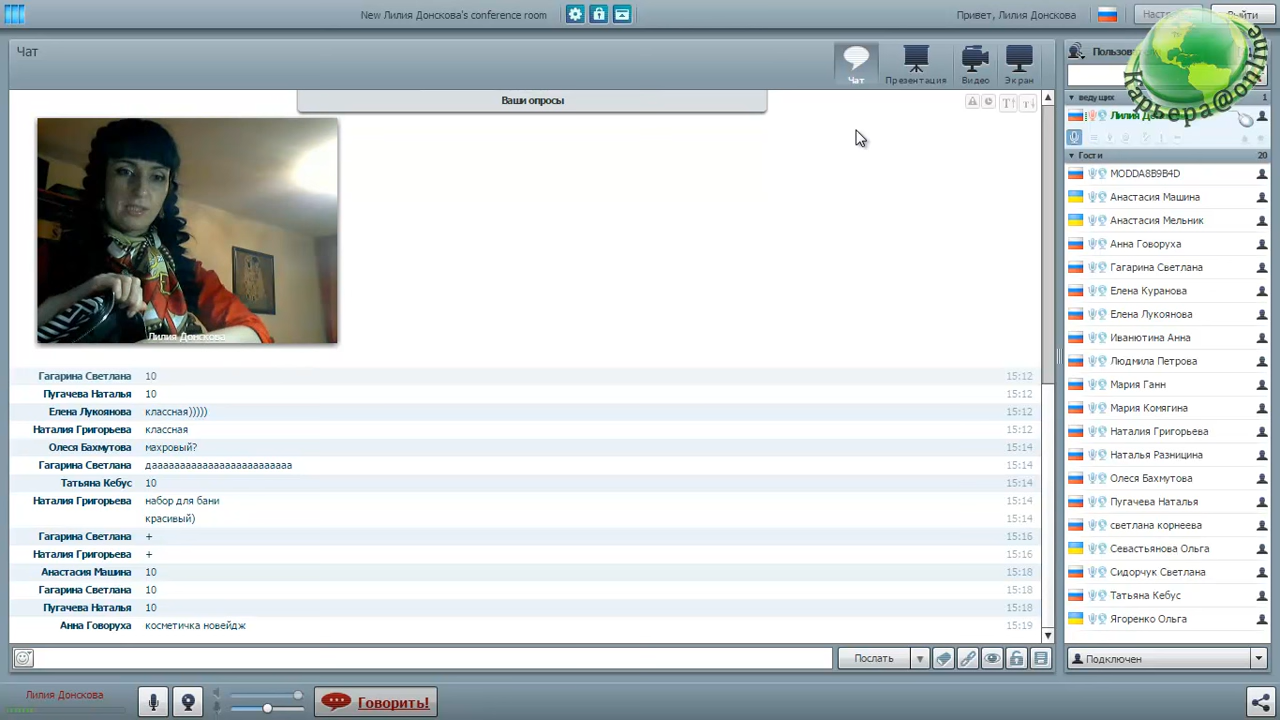 New Лилия Донскова's conference room
Привет, Лилия Донскова
Выйти
Чат
Чат
Презентация
Видео
Экран
Карьера@online
Ваши опросы
ведущих 1
Гости 20
MODDA8B9B4D
Анастасия Машина
Анастасия Мельник
Анна Говоруха
Гагарина Светлана
Елена Куранова
Елена Лукоянова
Иванютина Анна
Людмила Петрова
Мария Ганн
Мария Комягина
Наталия Григорьева
Наталья Разницина
Олеся Бахмутова
Пугачева Наталья
светлана корнеева
Севастьянова Ольга
Сидорчук Светлана
Татьяна Кебус
Ягоренко Ольга
Подключен
Лилия Донскова
Гагарина Светлана 10 15:12
Пугачева Наталья 10 15:12
Елена Лукоянова классная))))) 15:12
Наталия Григорьева классная 15:12
Олеся Бахмутова махровый? 15:14
Гагарина Светлана даааааааааааааааааааааааааа 15:14
Татьяна Кебус 10 15:14
Наталия Григорьева набор для бани 15:14
красивый) 15:14
Гагарина Светлана + 15:16
Наталия Григорьева + 15:16
Анастасия Машина 10 15:18
Гагарина Светлана 10 15:18
Пугачева Наталья 10 15:18
Анна Говоруха косметичка новейдж 15:19
Послать
Лилия Донскова
Говорить!